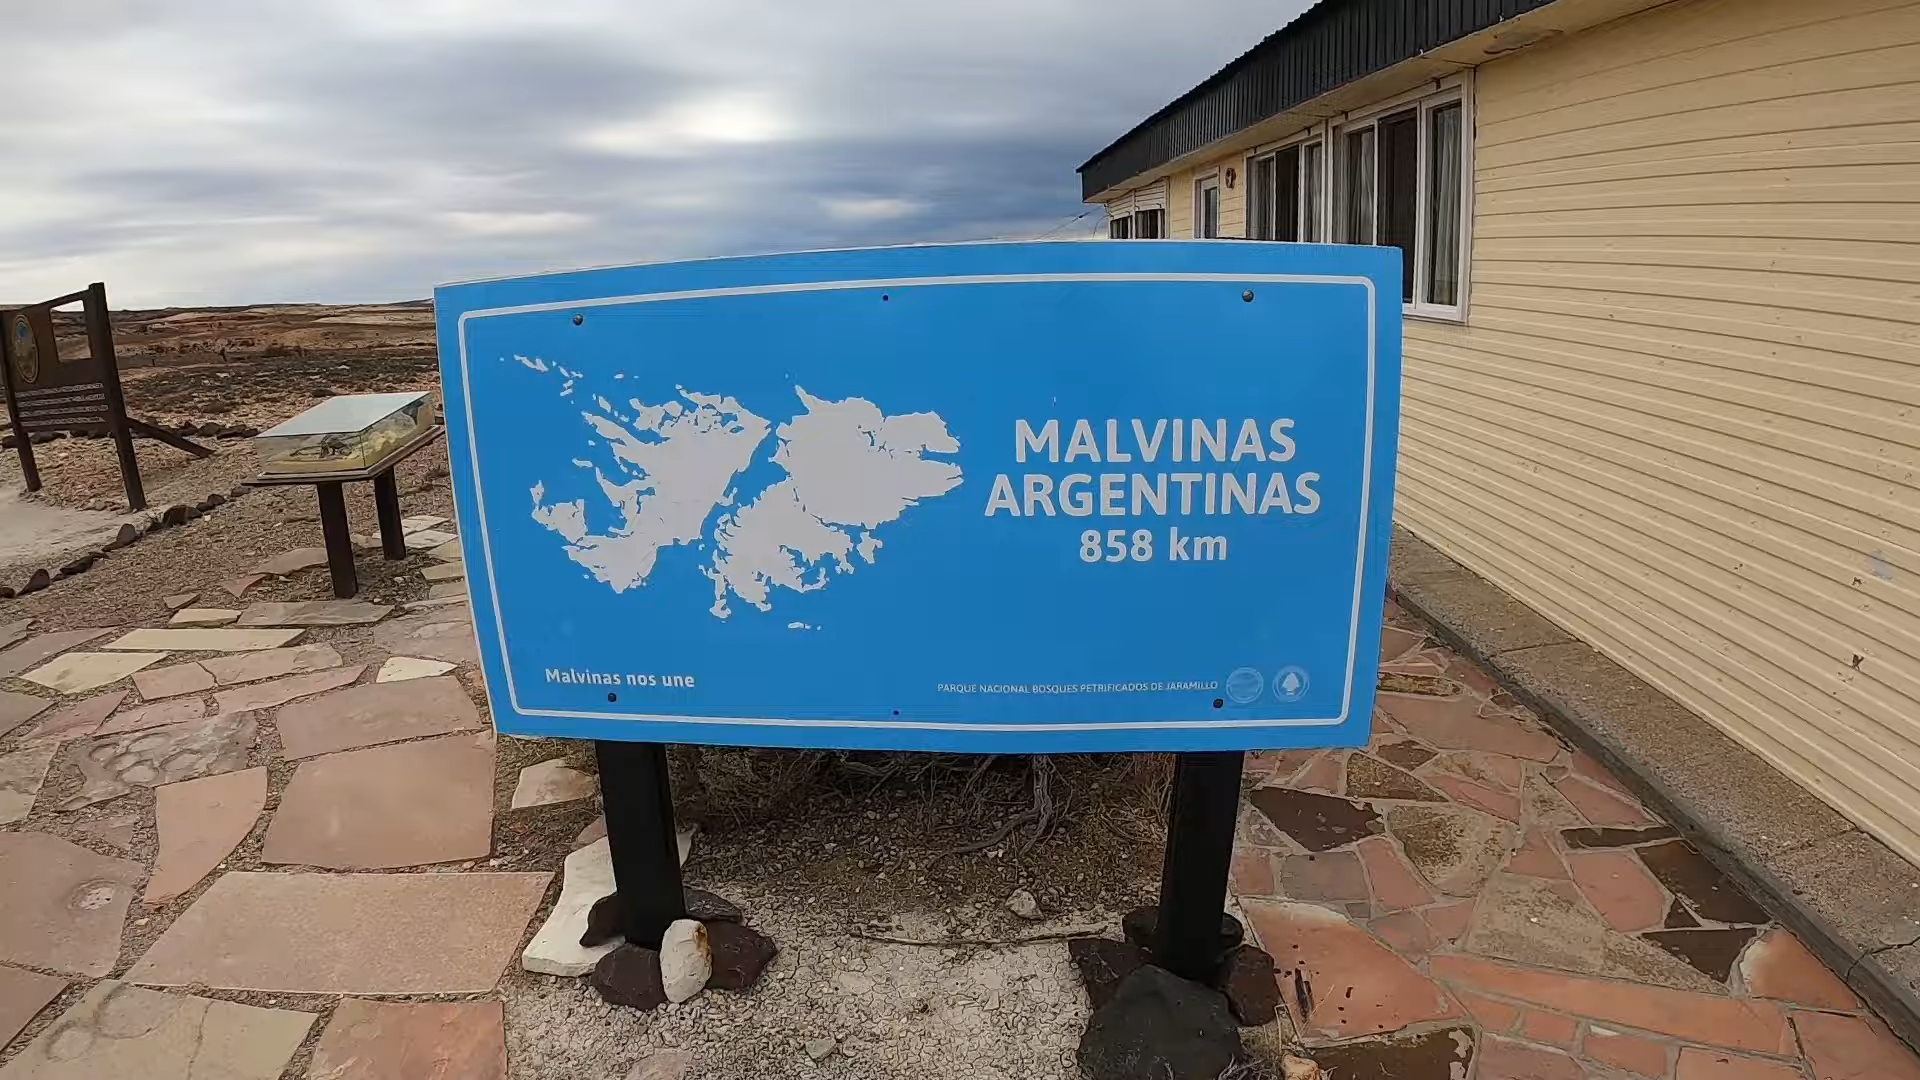 MALVINAS
ARGENTINAS
858 km
Malvinas nos une
PARQUE NACIONAL BOSQUES PETRIFICADOS DE JARAMILLO